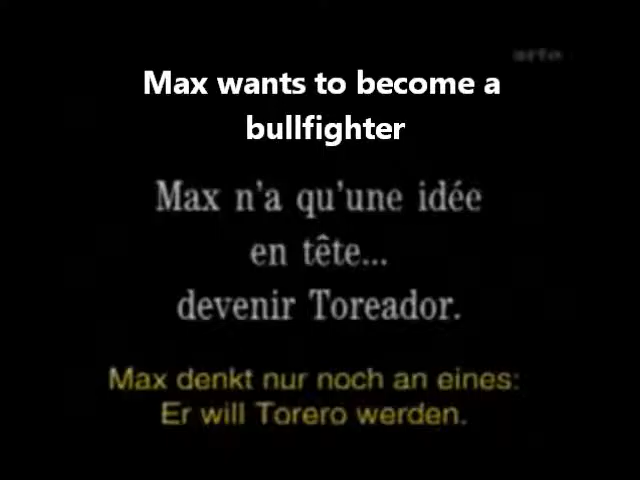 arte
Max wants to become a
bullfighter
Max n'a qu'une idée
en tête...
devenir Toreador.
Max denkt nur noch an eines:
Er will Torero werden.